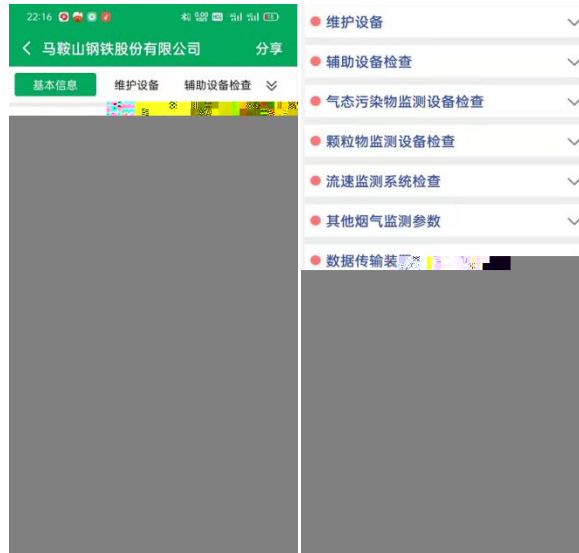 22:16
马鞍山钢铁股份有限公司 分享
基本信息 维护设备 辅助设备检查
维护设备
辅助设备检查
气态污染物监测设备检查
颗粒物监测设备检查
流速监测系统检查
其他烟气监测参数
数据传输装